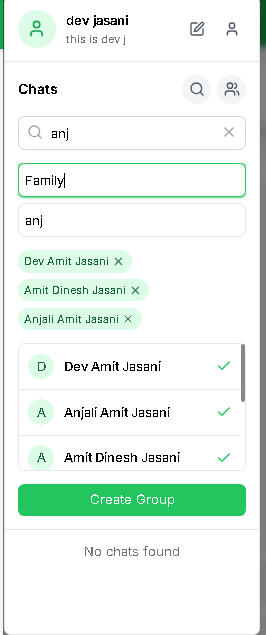 dev jasani
this is dev j
Chats
anj
Family
anj
Dev Amit Jasani
Amit Dinesh Jasani
Anjali Amit Jasani
D Dev Amit Jasani
A Anjali Amit Jasani
A Amit Dinesh Jasani
Create Group
No chats found